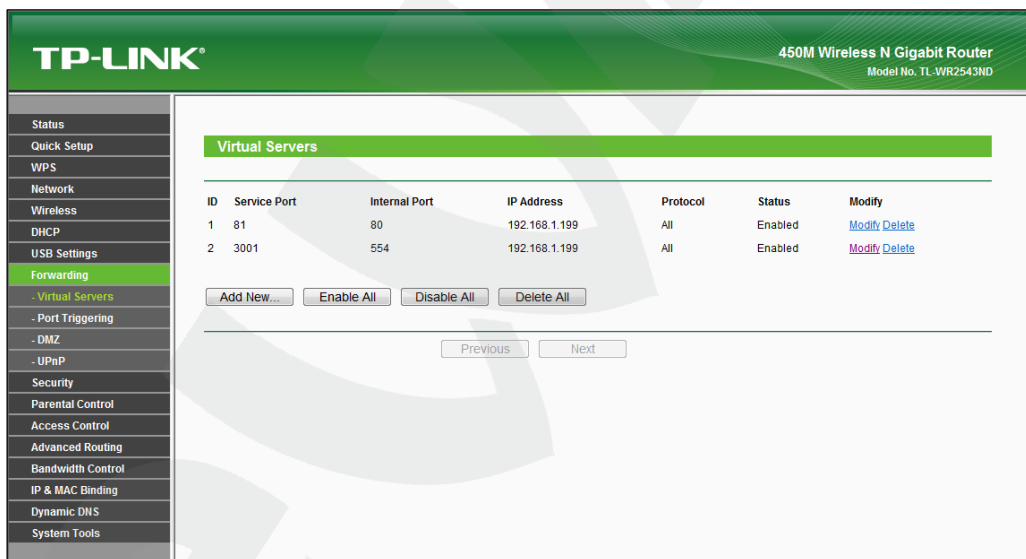 TP-LINK®
450M Wireless N Gigabit Router
Model No. TL-WR2543ND
Status
Quick Setup
WPS
Network
Wireless
DHCP
USB Settings
Forwarding
- Virtual Servers
- Port Triggering
- DMZ
- UPnP
Security
Parental Control
Access Control
Advanced Routing
Bandwidth Control
IP & MAC Binding
Dynamic DNS
System Tools
Virtual Servers
ID Service Port Internal Port IP Address Protocol Status Modify
1 81 80 192.168.1.199 All Enabled Modify Delete
2 3001 554 192.168.1.199 All Enabled Modify Delete
Add New... Enable All Disable All Delete All
Previous Next